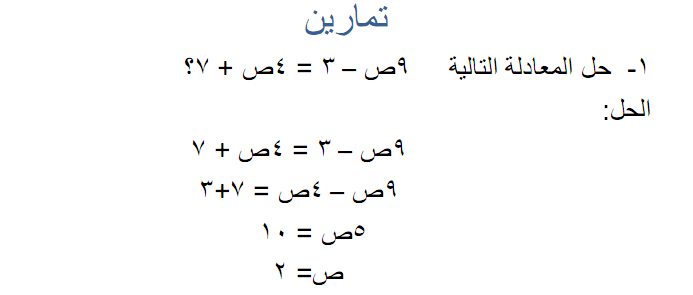 تمارين
١- حل المعادلة التالية ٩ص – ٣ = ٤ص + ٧؟
الحل:
٩ص – ٣ = ٤ص + ٧
٩ص – ٤ص = ٧+٣
٥ص = ١٠
ص= ٢